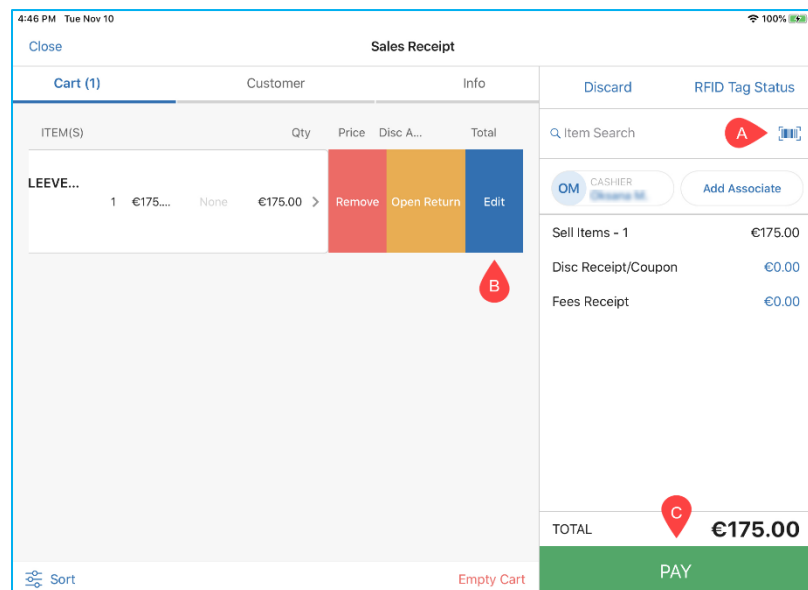 4:46 PM Tue Nov 10 100%
Close Sales Receipt
Cart (1) Customer Info
Discard RFID Tag Status
ITEM(S) Qty Price Disc A... Total
Item Search A
LEEVE...
1 €175.... None €175.00 Remove Open Return Edit
OM CASHIER Add Associate
Sell Items - 1 €175.00
Disc Receipt/Coupon €0.00
B
Fees Receipt €0.00
C
TOTAL €175.00
PAY
Sort Empty Cart